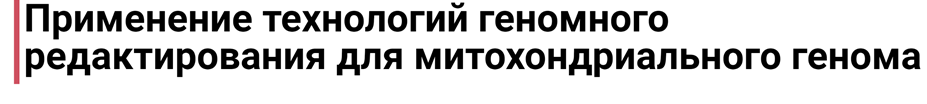 Применение технологий геномного
редактирования для митохондриального генома